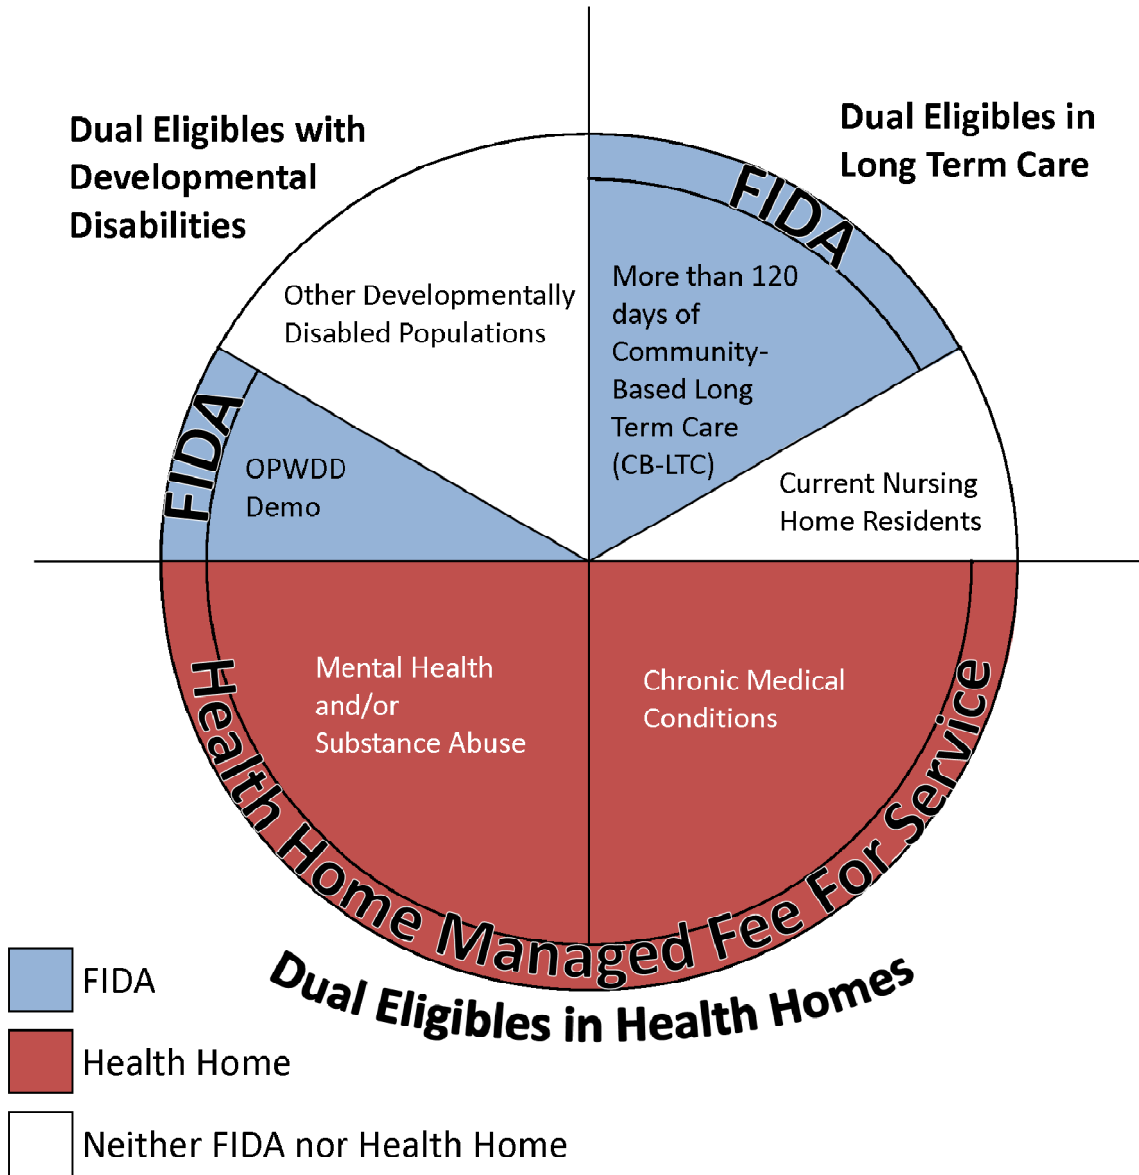 Dual Eligibles with
Developmental
Disabilities
Dual Eligibles in
Long Term Care
FIDA
More than 120
days of
Community-
Based Long
Term Care
(CB-LTC)
Other Developmentally
Disabled Populations
FIDA
OPWDD
Demo
Current Nursing
Home Residents
Mental Health
and/or
Substance Abuse
Chronic Medical
Conditions
Health Home Managed Fee For Service
Dual Eligibles in Health Homes
FIDA
Health Home
Neither FIDA nor Health Home